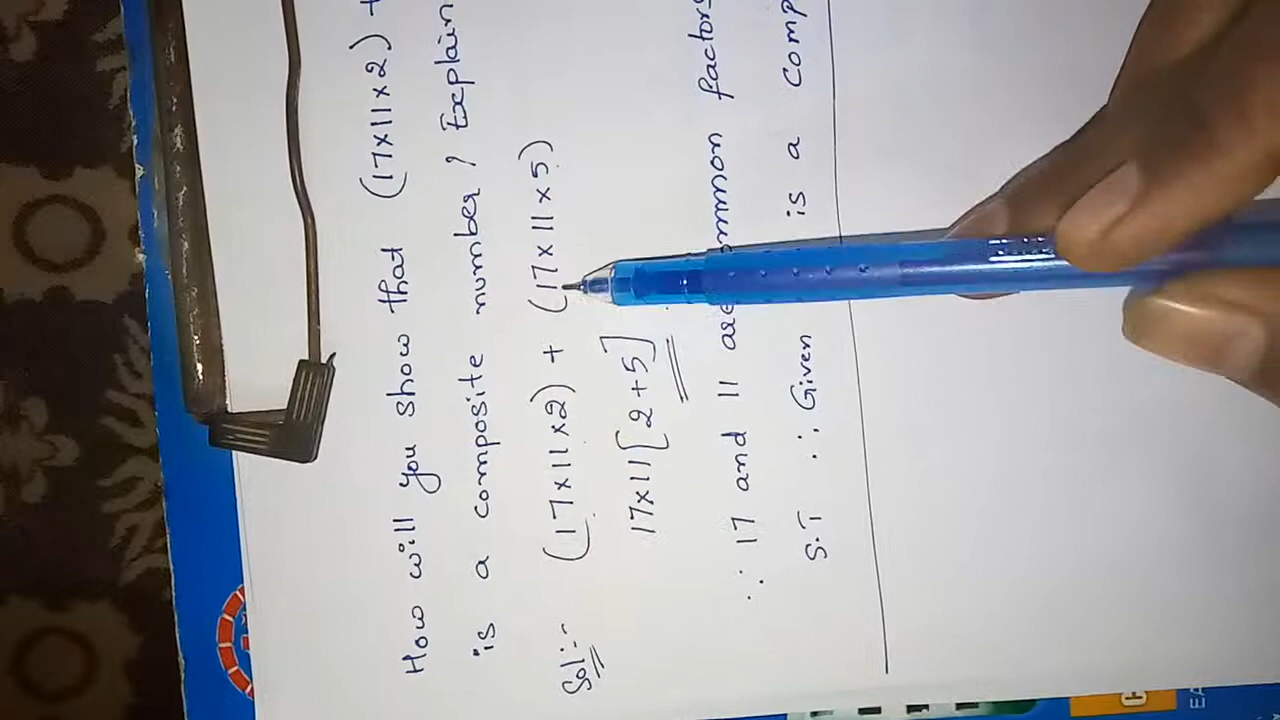 How will you show that (17×11×2) +
is a composite number? Explain
Sol:- (17×11×2) + (17×11×5)
17×11[2+5]
∴ 17 and 11 are common factors
S.T ∴ Given is a comp
EA